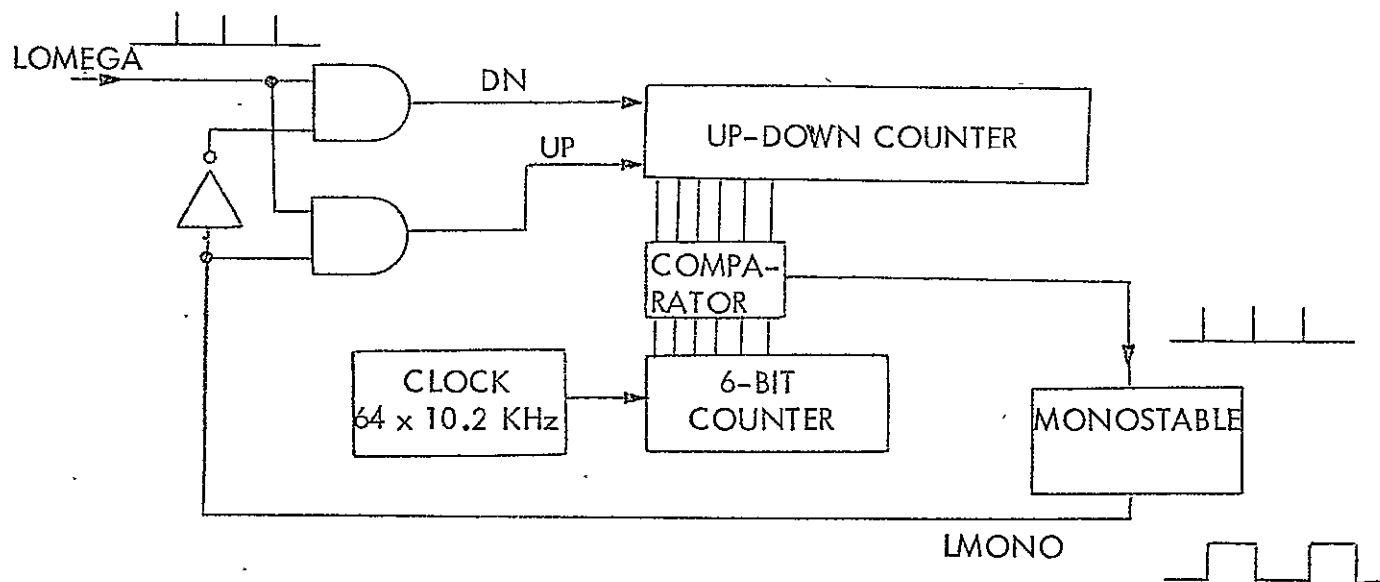 LOMEGA
DN
UP-DOWN COUNTER
UP
COMPA-
RATOR
CLOCK
64 x 10.2 KHz
6-BIT
COUNTER
MONOSTABLE
LMONO